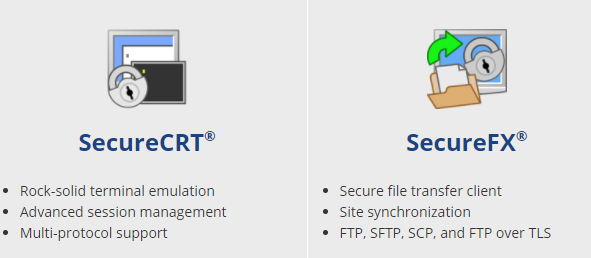 SecureCRT®
Rock-solid terminal emulation
Advanced session management
Multi-protocol support
SecureFX®
Secure file transfer client
Site synchronization
FTP, SFTP, SCP, and FTP over TLS